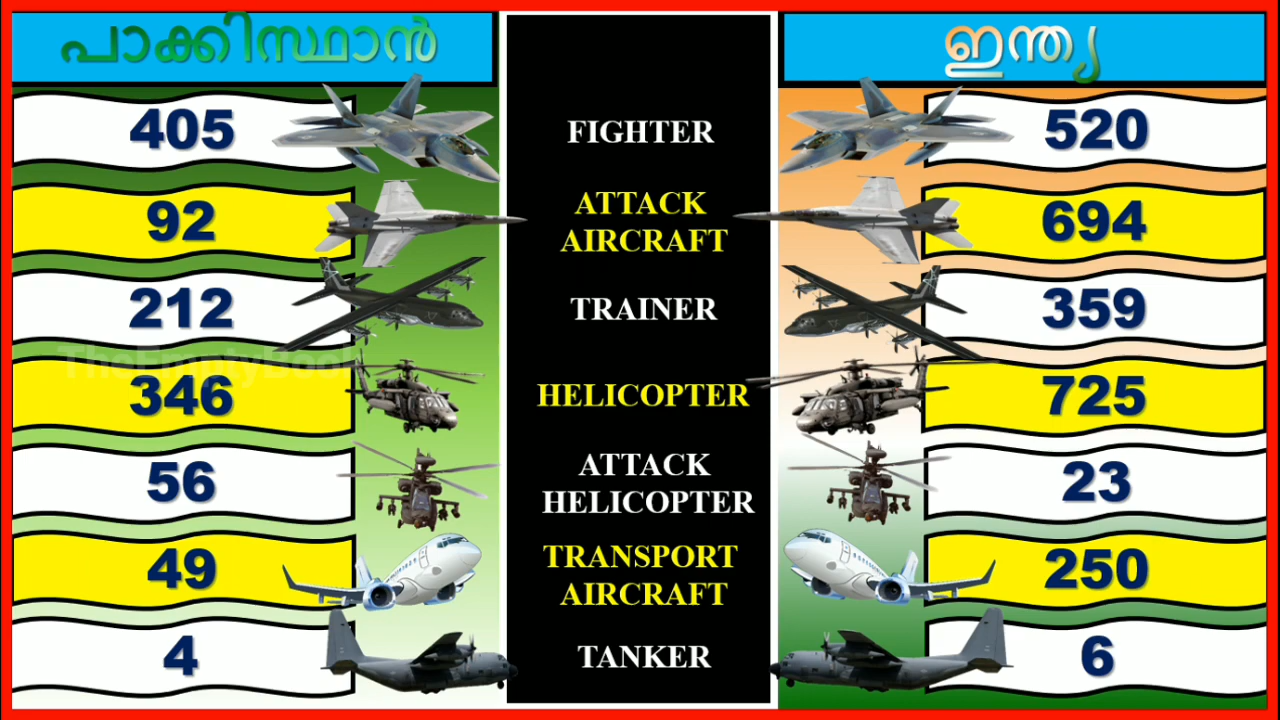 പാക്കിസ്ഥാൻ
ഇന്ത്യ
405 FIGHTER 520
92 ATTACK AIRCRAFT 694
212 TRAINER 359
TheEmptyBook
346 HELICOPTER 725
56 ATTACK HELICOPTER 23
49 TRANSPORT AIRCRAFT 250
4 TANKER 6